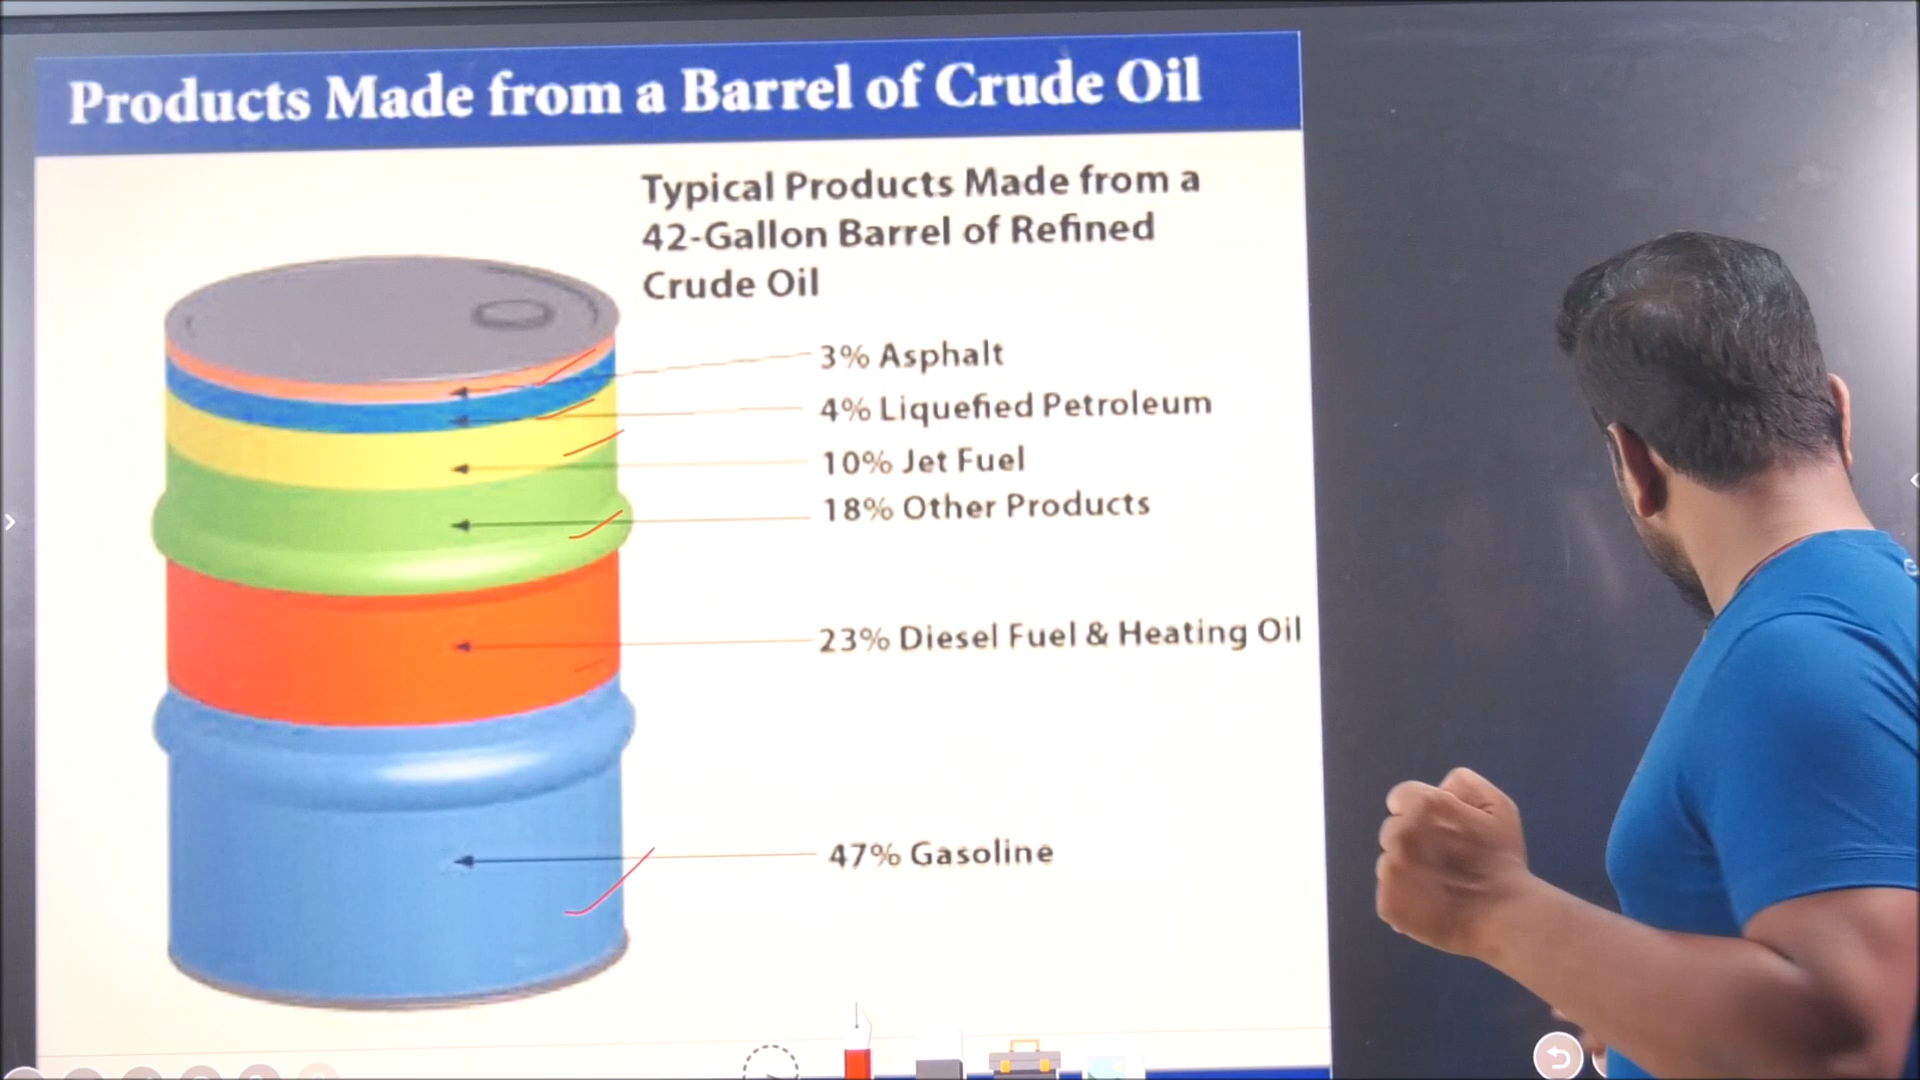 Products Made from a Barrel of Crude Oil
Typical Products Made from a
42-Gallon Barrel of Refined
Crude Oil
3% Asphalt
4% Liquefied Petroleum
10% Jet Fuel
18% Other Products
23% Diesel Fuel & Heating Oil
47% Gasoline